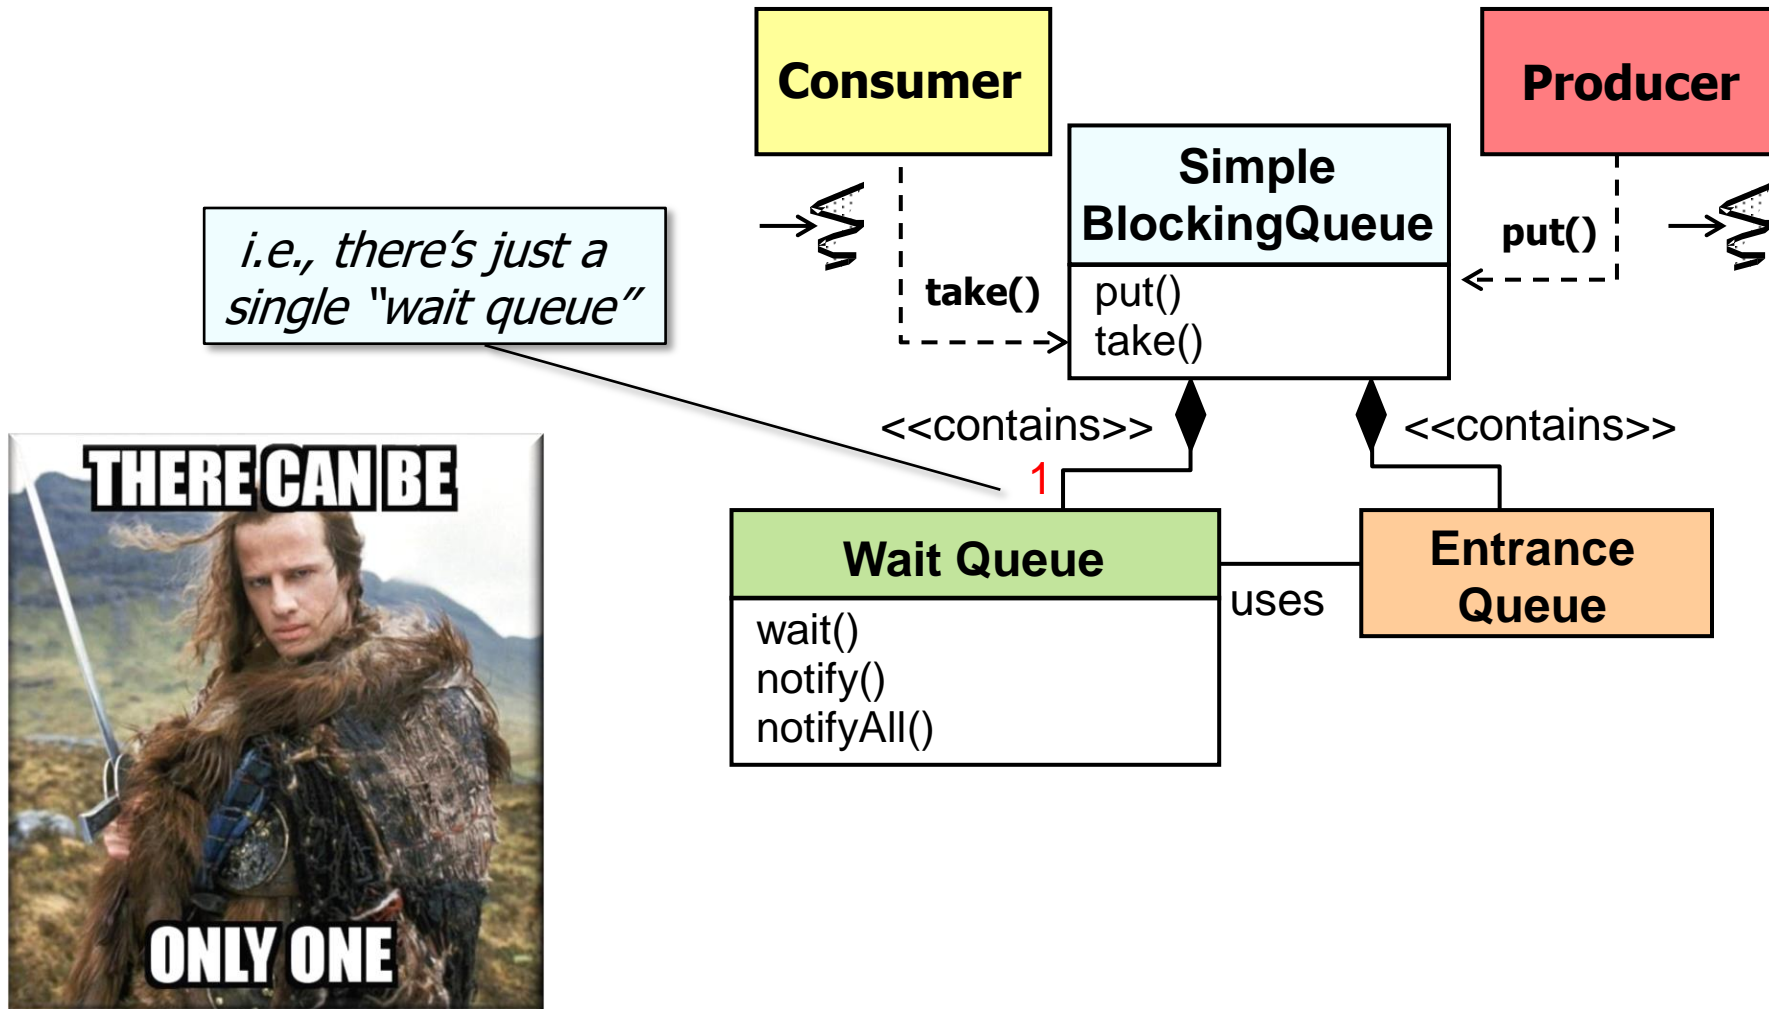 Consumer
Producer
Simple
BlockingQueue
put()
take()
take()
put()
i.e., there's just a
single “wait queue”
<<contains>>
<<contains>>
1
Wait Queue
wait()
notify()
notifyAll()
uses
Entrance
Queue
THERE CAN BE
ONLY ONE